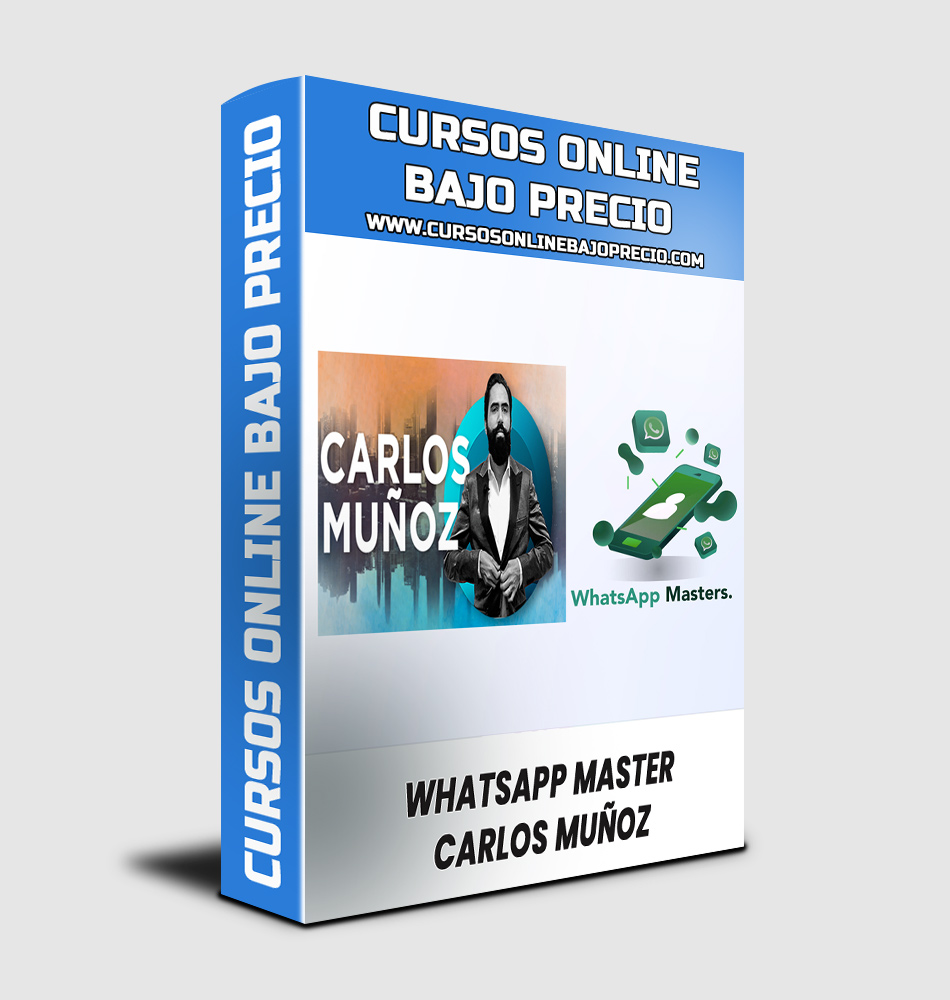 CURSOS ONLINE BAJO PRECIO
CURSOS ONLINE
BAJO PRECIO
WWW.CURSOSONLINEBAJOPRECIO.COM
CARLOS
MUÑOZ
WhatsApp Masters.
WHATSAPP MASTER
CARLOS MUÑOZ